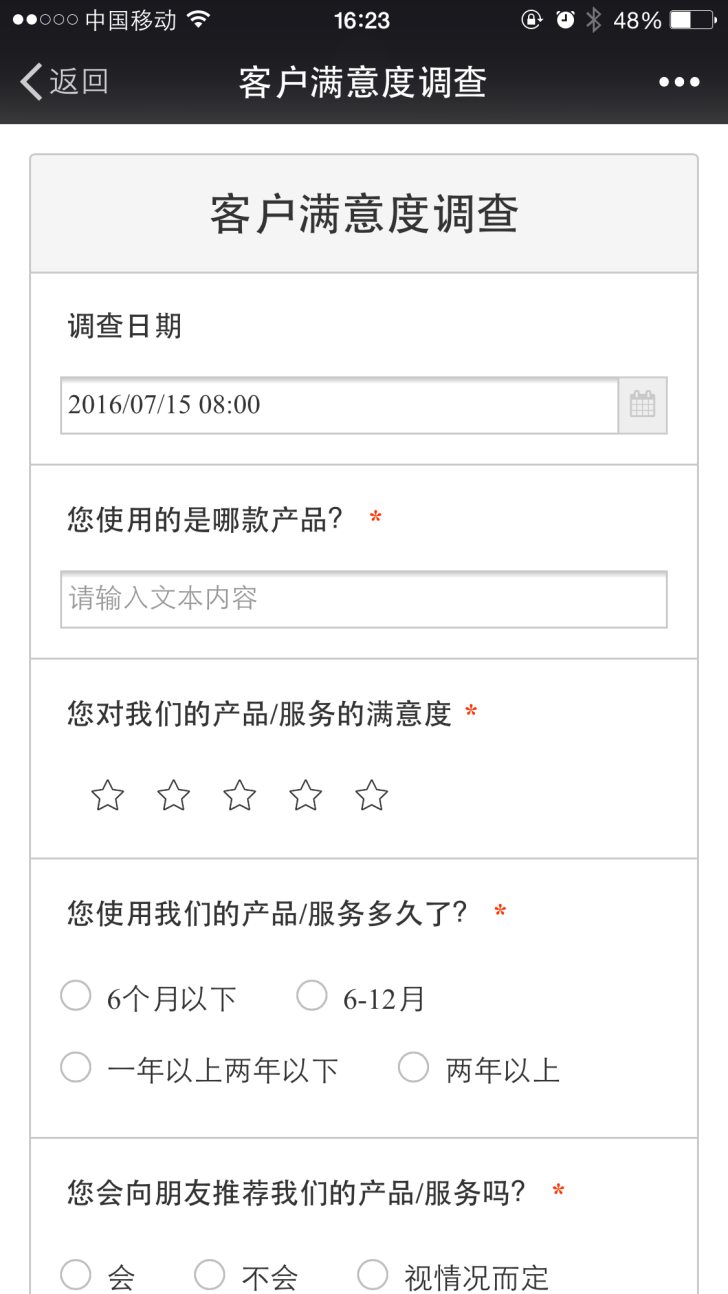 中国移动 16:23 48%
返回 客户满意度调查
客户满意度调查
调查日期
2016/07/15 08:00
您使用的是哪款产品? *
请输入文本内容
您对我们的产品/服务的满意度 *
您使用我们的产品/服务多久了? *
6个月以下 6-12月
一年以上两年以下 两年以上
您会向朋友推荐我们的产品/服务吗? *
会 不会 视情况而定